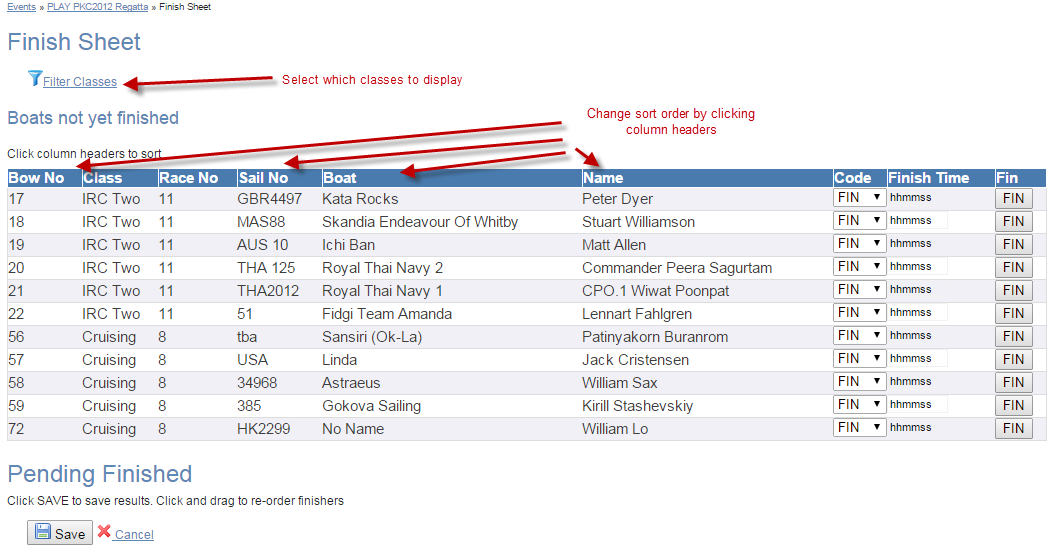 Events » PLAY PKC2012 Regatta » Finish Sheet
Finish Sheet
Filter Classes
Select which classes to display
Boats not yet finished
Change sort order by clicking
column headers
Click column headers to sort
Bow No Class Race No Sail No Boat Name Code Finish Time Fin
17 IRC Two 11 GBR4497 Kata Rocks Peter Dyer FIN hhmmss FIN
18 IRC Two 11 MAS88 Skandia Endeavour Of Whitby Stuart Williamson FIN hhmmss FIN
19 IRC Two 11 AUS 10 Ichi Ban Matt Allen FIN hhmmss FIN
20 IRC Two 11 THA 125 Royal Thai Navy 2 Commander Peera Sagurtam FIN hhmmss FIN
21 IRC Two 11 THA2012 Royal Thai Navy 1 CPO.1 Wiwat Poonpat FIN hhmmss FIN
22 IRC Two 11 51 Fidgi Team Amanda Lennart Fahlgren FIN hhmmss FIN
56 Cruising 8 tba Sansiri (Ok-La) Patinyakorn Buranrom FIN hhmmss FIN
57 Cruising 8 USA Linda Jack Cristensen FIN hhmmss FIN
58 Cruising 8 34968 Astraeus William Sax FIN hhmmss FIN
59 Cruising 8 385 Gokova Sailing Kirill Stashevskiy FIN hhmmss FIN
72 Cruising 8 HK2299 No Name William Lo FIN hhmmss FIN
Pending Finished
Click SAVE to save results. Click and drag to re-order finishers
Save Cancel